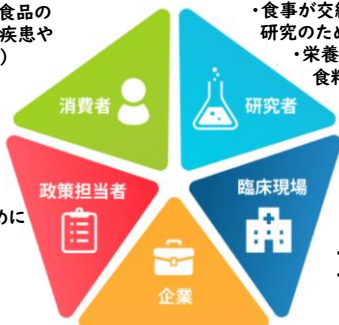 食品の
疾患や
)
・食事が交
研究のため
・栄養
食
消費者
研究者
政策担当者
臨床現場
めに
企業
・
・